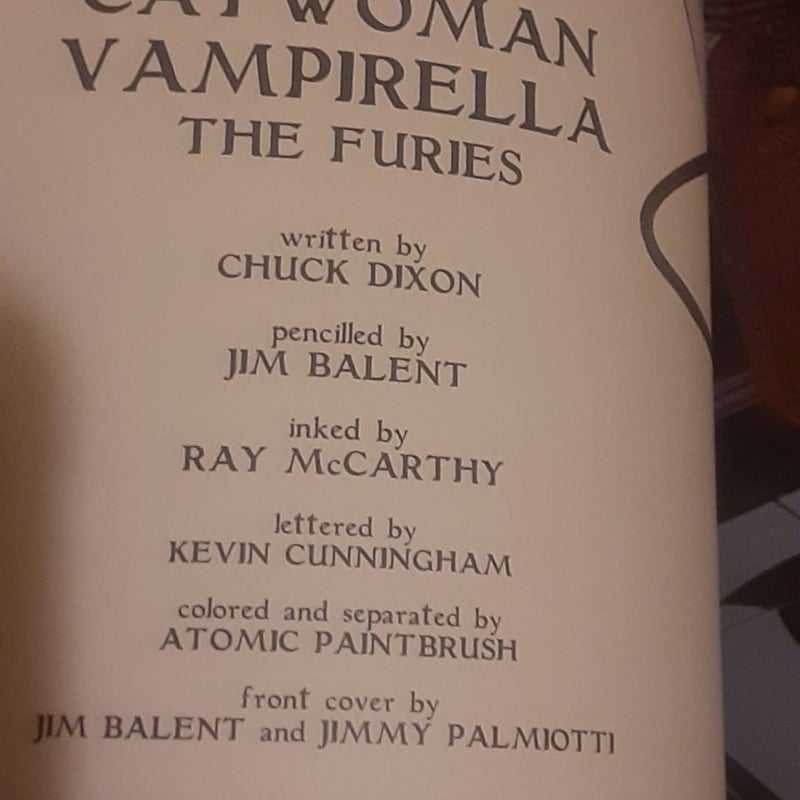 CATWOMAN
VAMPIRELLA
THE FURIES
written by
CHUCK DIXON
pencilled by
JIM BALENT
inked by
RAY McCARTHY
lettered by
KEVIN CUNNINGHAM
colored and separated by
ATOMIC PAINTBRUSH
front cover by
JIM BALENT and JIMMY PALMIOTTI